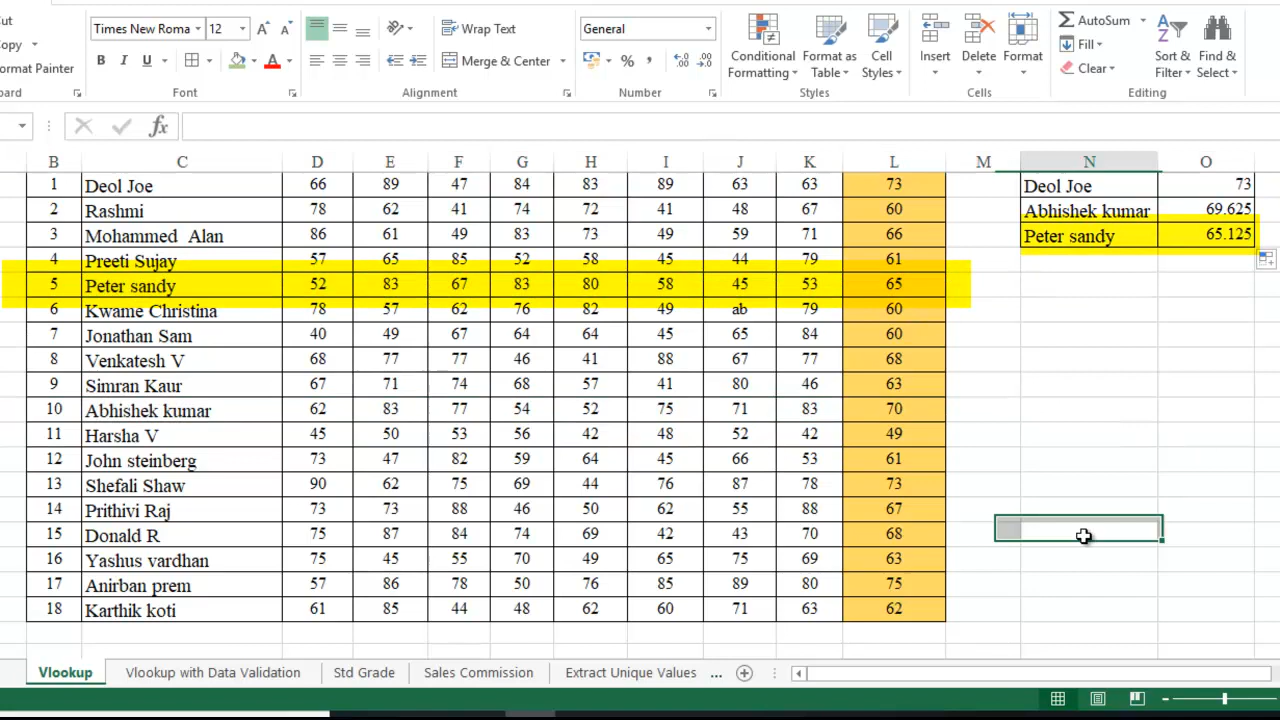 Cut
Copy
Format Painter
Clipboard
Times New Roma 12
B I U
Font
Wrap Text
Merge & Center
Alignment
General
% ,
Number
Conditional Formatting
Format as Table
Cell Styles
Styles
Insert
Delete
Format
Cells
AutoSum
Fill
Clear
Sort & Filter
Find & Select
Editing
fx
B C D E F G H I J K L M N O
1 Deol Joe 66 89 47 84 83 89 63 63 73 Deol Joe 73
2 Rashmi 78 62 41 74 72 41 48 67 60 Abhishek kumar 69.625
3 Mohammed Alan 86 61 49 83 73 49 59 71 66 Peter sandy 65.125
4 Preeti Sujay 57 65 85 52 58 45 44 79 61
5 Peter sandy 52 83 67 83 80 58 45 53 65
6 Kwame Christina 78 57 62 76 82 49 ab 79 60
7 Jonathan Sam 40 49 67 64 64 45 65 84 60
8 Venkatesh V 68 77 77 46 41 88 67 77 68
9 Simran Kaur 67 71 74 68 57 41 80 46 63
10 Abhishek kumar 62 83 77 54 52 75 71 83 70
11 Harsha V 45 50 53 56 42 48 52 42 49
12 John steinberg 73 47 82 59 64 45 66 53 61
13 Shefali Shaw 90 62 75 69 44 76 87 78 73
14 Prithivi Raj 73 73 88 46 50 62 55 88 67
15 Donald R 75 87 84 74 69 42 43 70 68
16 Yashus vardhan 75 45 55 70 49 65 75 69 63
17 Anirban prem 57 86 78 50 76 85 89 80 75
18 Karthik koti 61 85 44 48 62 60 71 63 62
Vlookup Vlookup with Data Validation Std Grade Sales Commission Extract Unique Values ...